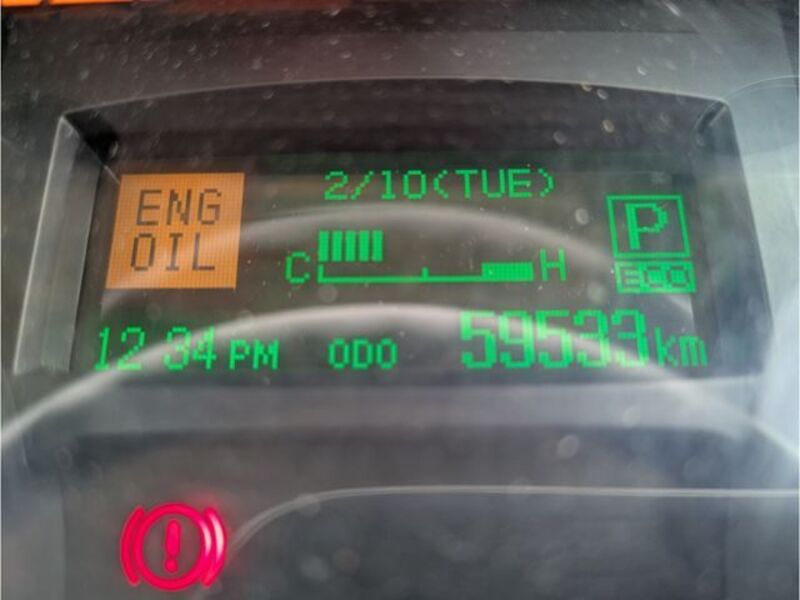 2/10(TUE)
ENG
OIL
P
C H
ECO
12 34 PM ODO 59533km